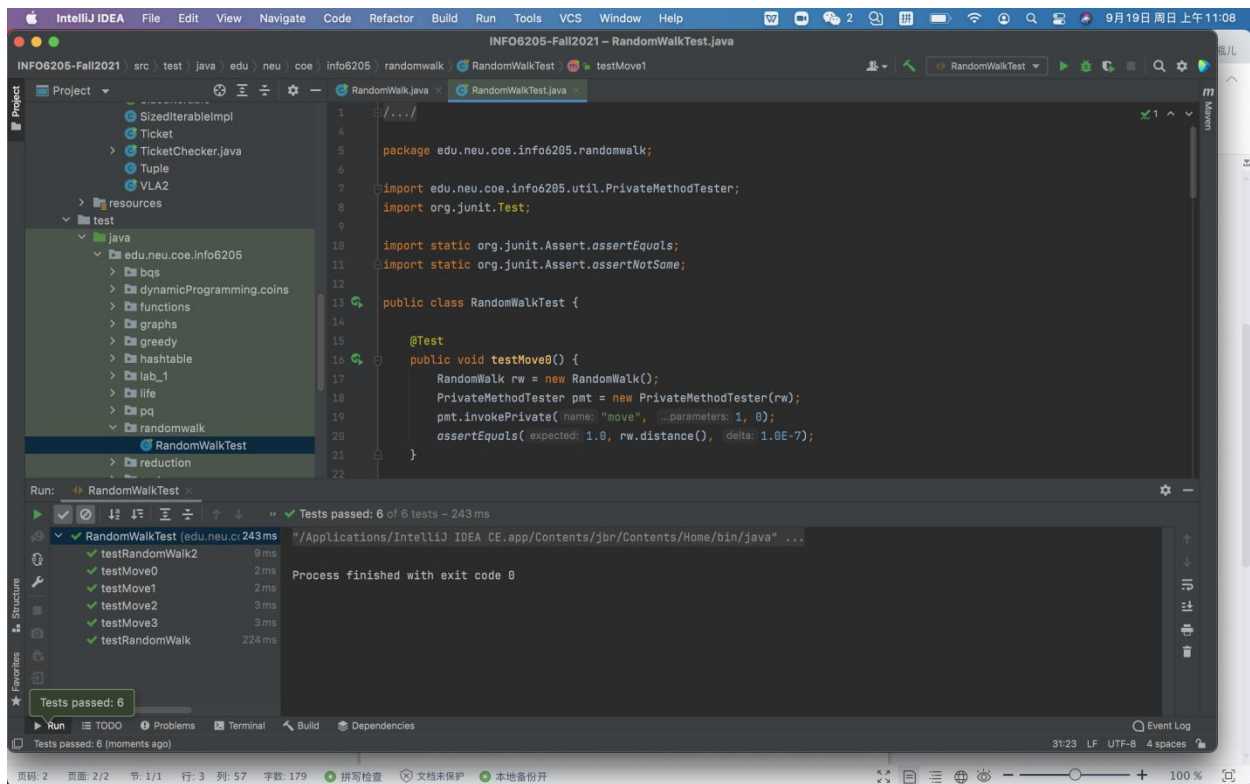 IntelliJ IDEA File Edit View Navigate Code Refactor Build Run Tools VCS Window Help 2 拼 9月19日 周日 上午11:08
INFO6205-Fall2021 – RandomWalkTest.java
INFO6205-Fall2021 src test java edu neu coe info6205 randomwalk RandomWalkTest testMove1 RandomWalkTest
Project RandomWalk.java RandomWalkTest.java
Project
Maven
SizedIterableImpl
Ticket
TicketChecker.java
Tuple
VLA2
resources
test
java
edu.neu.coe.info6205
bqs
dynamicProgramming.coins
functions
graphs
greedy
hashtable
lab_1
life
pq
randomwalk
RandomWalkTest
reduction
1 /.../
1
4
5 package edu.neu.coe.info6205.randomwalk;
6
7 import edu.neu.coe.info6205.util.PrivateMethodTester;
8 import org.junit.Test;
9
10 import static org.junit.Assert.assertEquals;
11 import static org.junit.Assert.assertNotSame;
12
13 public class RandomWalkTest {
14
15 @Test
16 public void testMove0() {
17 RandomWalk rw = new RandomWalk();
18 PrivateMethodTester pmt = new PrivateMethodTester(rw);
19 pmt.invokePrivate( name: "move", ...parameters: 1, 0);
20 assertEquals( expected: 1.0, rw.distance(), delta: 1.0E-7);
21 }
22
Run: RandomWalkTest
Tests passed: 6 of 6 tests – 243 ms
RandomWalkTest (edu.neu.c 243 ms
testRandomWalk2 9 ms
testMove0 2 ms
testMove1 2 ms
testMove2 3 ms
testMove3 3 ms
testRandomWalk 224 ms
"/Applications/IntelliJ IDEA CE.app/Contents/jbr/Contents/Home/bin/java" ...
Process finished with exit code 0
Structure
Favorites
Tests passed: 6
Run TODO Problems Terminal Build Dependencies Event Log
Tests passed: 6 (moments ago) 31:23 LF UTF-8 4 spaces
页码: 2 页面: 2/2 节: 1/1 行: 3 列: 57 字数: 179 拼写检查 文档未保护 本地备份开 100 %